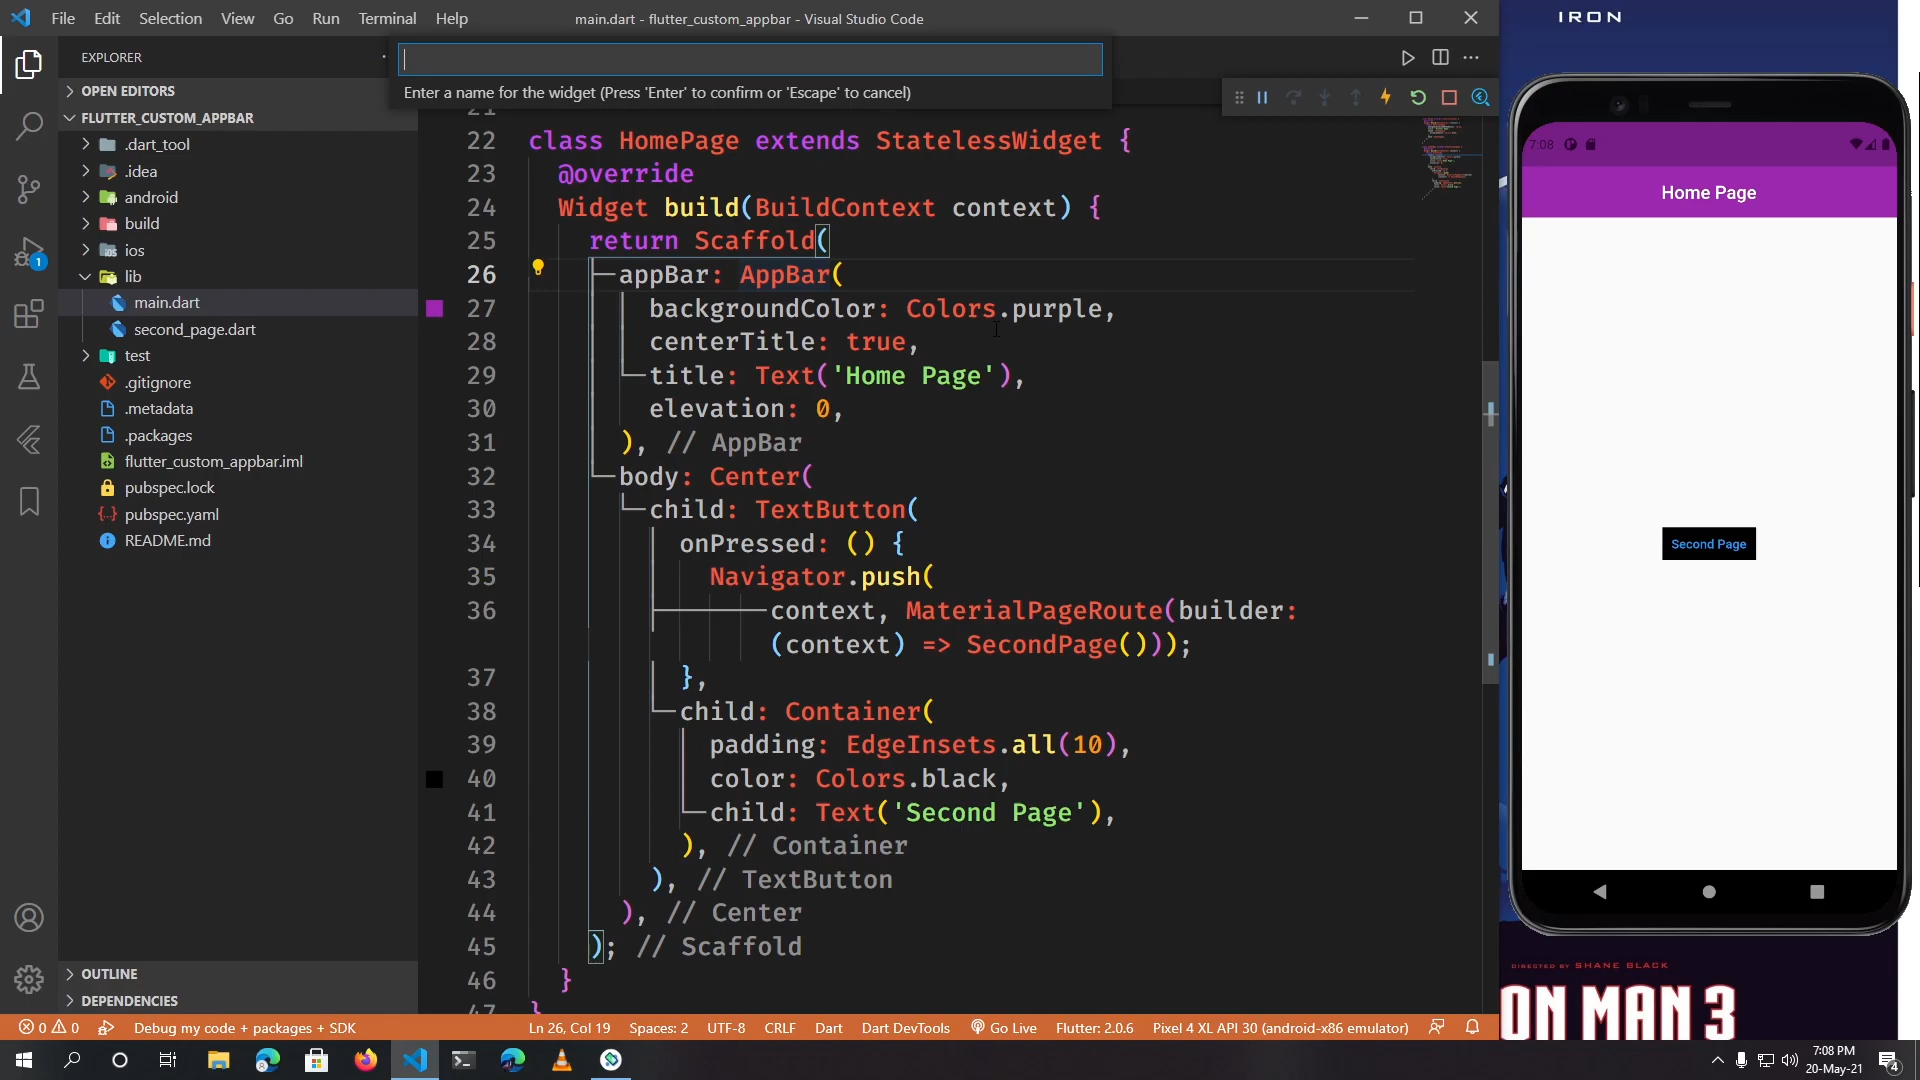 File Edit Selection View Go Run Terminal Help
main.dart - flutter_custom_appbar - Visual Studio Code
IRON
EXPLORER
Enter a name for the widget (Press 'Enter' to confirm or 'Escape' to cancel)
OPEN EDITORS
FLUTTER_CUSTOM_APPBAR
.dart_tool
.idea
android
build
ios
lib
main.dart
second_page.dart
test
.gitignore
.metadata
.packages
flutter_custom_appbar.iml
pubspec.lock
pubspec.yaml
README.md
OUTLINE
DEPENDENCIES
1
21
22 class HomePage extends StatelessWidget {
23 @override
24 Widget build(BuildContext context) {
25 return Scaffold(
26 appBar: AppBar(
27 backgroundColor: Colors.purple,
28 centerTitle: true,
29 title: Text('Home Page'),
30 elevation: 0,
31 ), // AppBar
32 body: Center(
33 child: TextButton(
34 onPressed: () {
35 Navigator.push(
36 context, MaterialPageRoute(builder:
(context) => SecondPage()));
37 },
38 child: Container(
39 padding: EdgeInsets.all(10),
40 color: Colors.black,
41 child: Text('Second Page'),
42 ), // Container
43 ), // TextButton
44 ), // Center
45 ); // Scaffold
46 }
47 }
7:08
Home Page
Second Page
DIRECTED BY SHANE BLACK
ON MAN 3
0 0 Debug my code + packages + SDK Ln 26, Col 19 Spaces: 2 UTF-8 CRLF Dart Dart DevTools Go Live Flutter: 2.0.6 Pixel 4 XL API 30 (android-x86 emulator)
7:08 PM
20-May-21
4